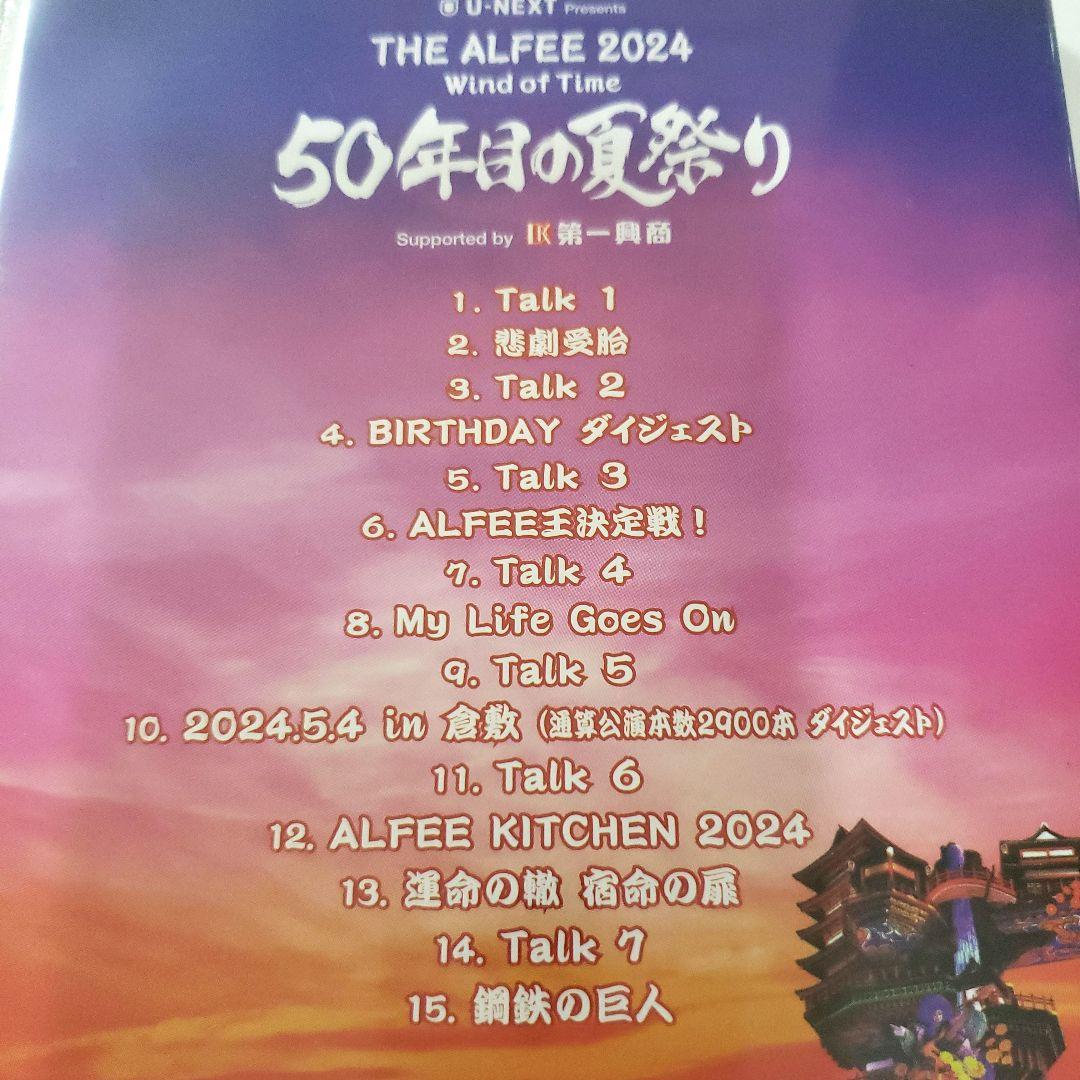 U-NEXT Presents
THE ALFEE 2024
Wind of Time
50年目の夏祭り
Supported by DK 第一興商
1. Talk 1
2. 悲劇受胎
3. Talk 2
4. BIRTHDAY ダイジェスト
5. Talk 3
6. ALFEE王決定戦！
7. Talk 4
8. My Life Goes On
9. Talk 5
10. 2024.5.4 in 倉敷（通算公演本数2900本 ダイジェスト）
11. Talk 6
12. ALFEE KITCHEN 2024
13. 運命の轍 宿命の扉
14. Talk 7
15. 鋼鉄の巨人